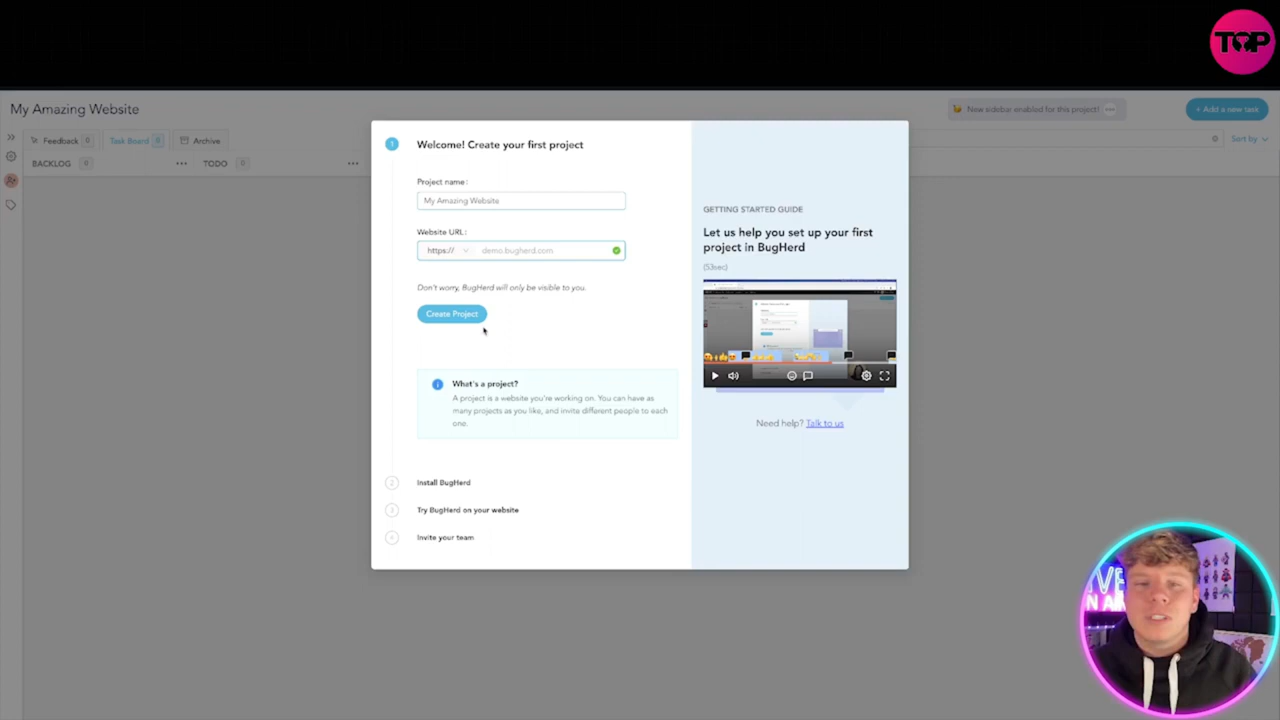 TOP
My Amazing Website
New sidebar enabled for this project!
+ Add a new task
Feedback 0
Task Board 0
Archive
Sort by
BACKLOG 0
TODO 0
1
Welcome! Create your first project
Project name:
My Amazing Website
Website URL:
https:// demo.bugherd.com
Don't worry, BugHerd will only be visible to you.
Create Project
What's a project?
A project is a website you're working on. You can have
as many projects as you like, and invite different people to each
one.
2 Install BugHerd
3 Try BugHerd on your website
4 Invite your team
GETTING STARTED GUIDE
Let us help you set up your first
project in BugHerd
(53sec)
Need help? Talk to us